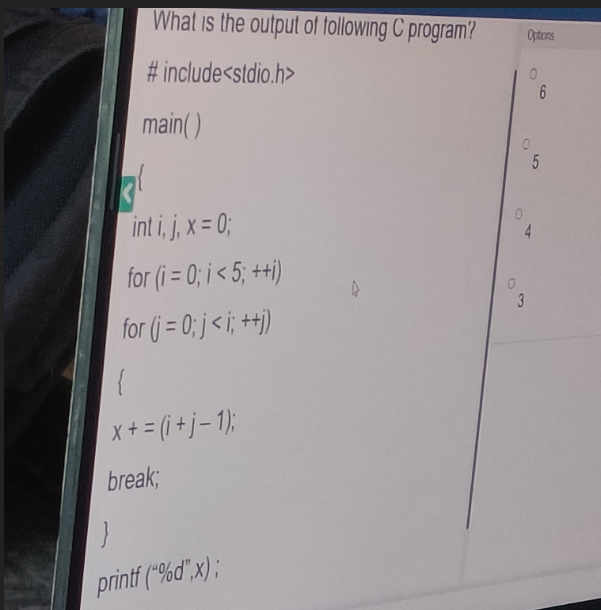 What is the output of following C program?
# include<stdio.h>
main( )
{
int i, j, x = 0;
for (i = 0; i < 5; ++i)
for (j = 0; j < i; ++j)
{
x + = (i + j – 1);
break;
}
printf (“%d”,x) ;
Options
6
5
4
3